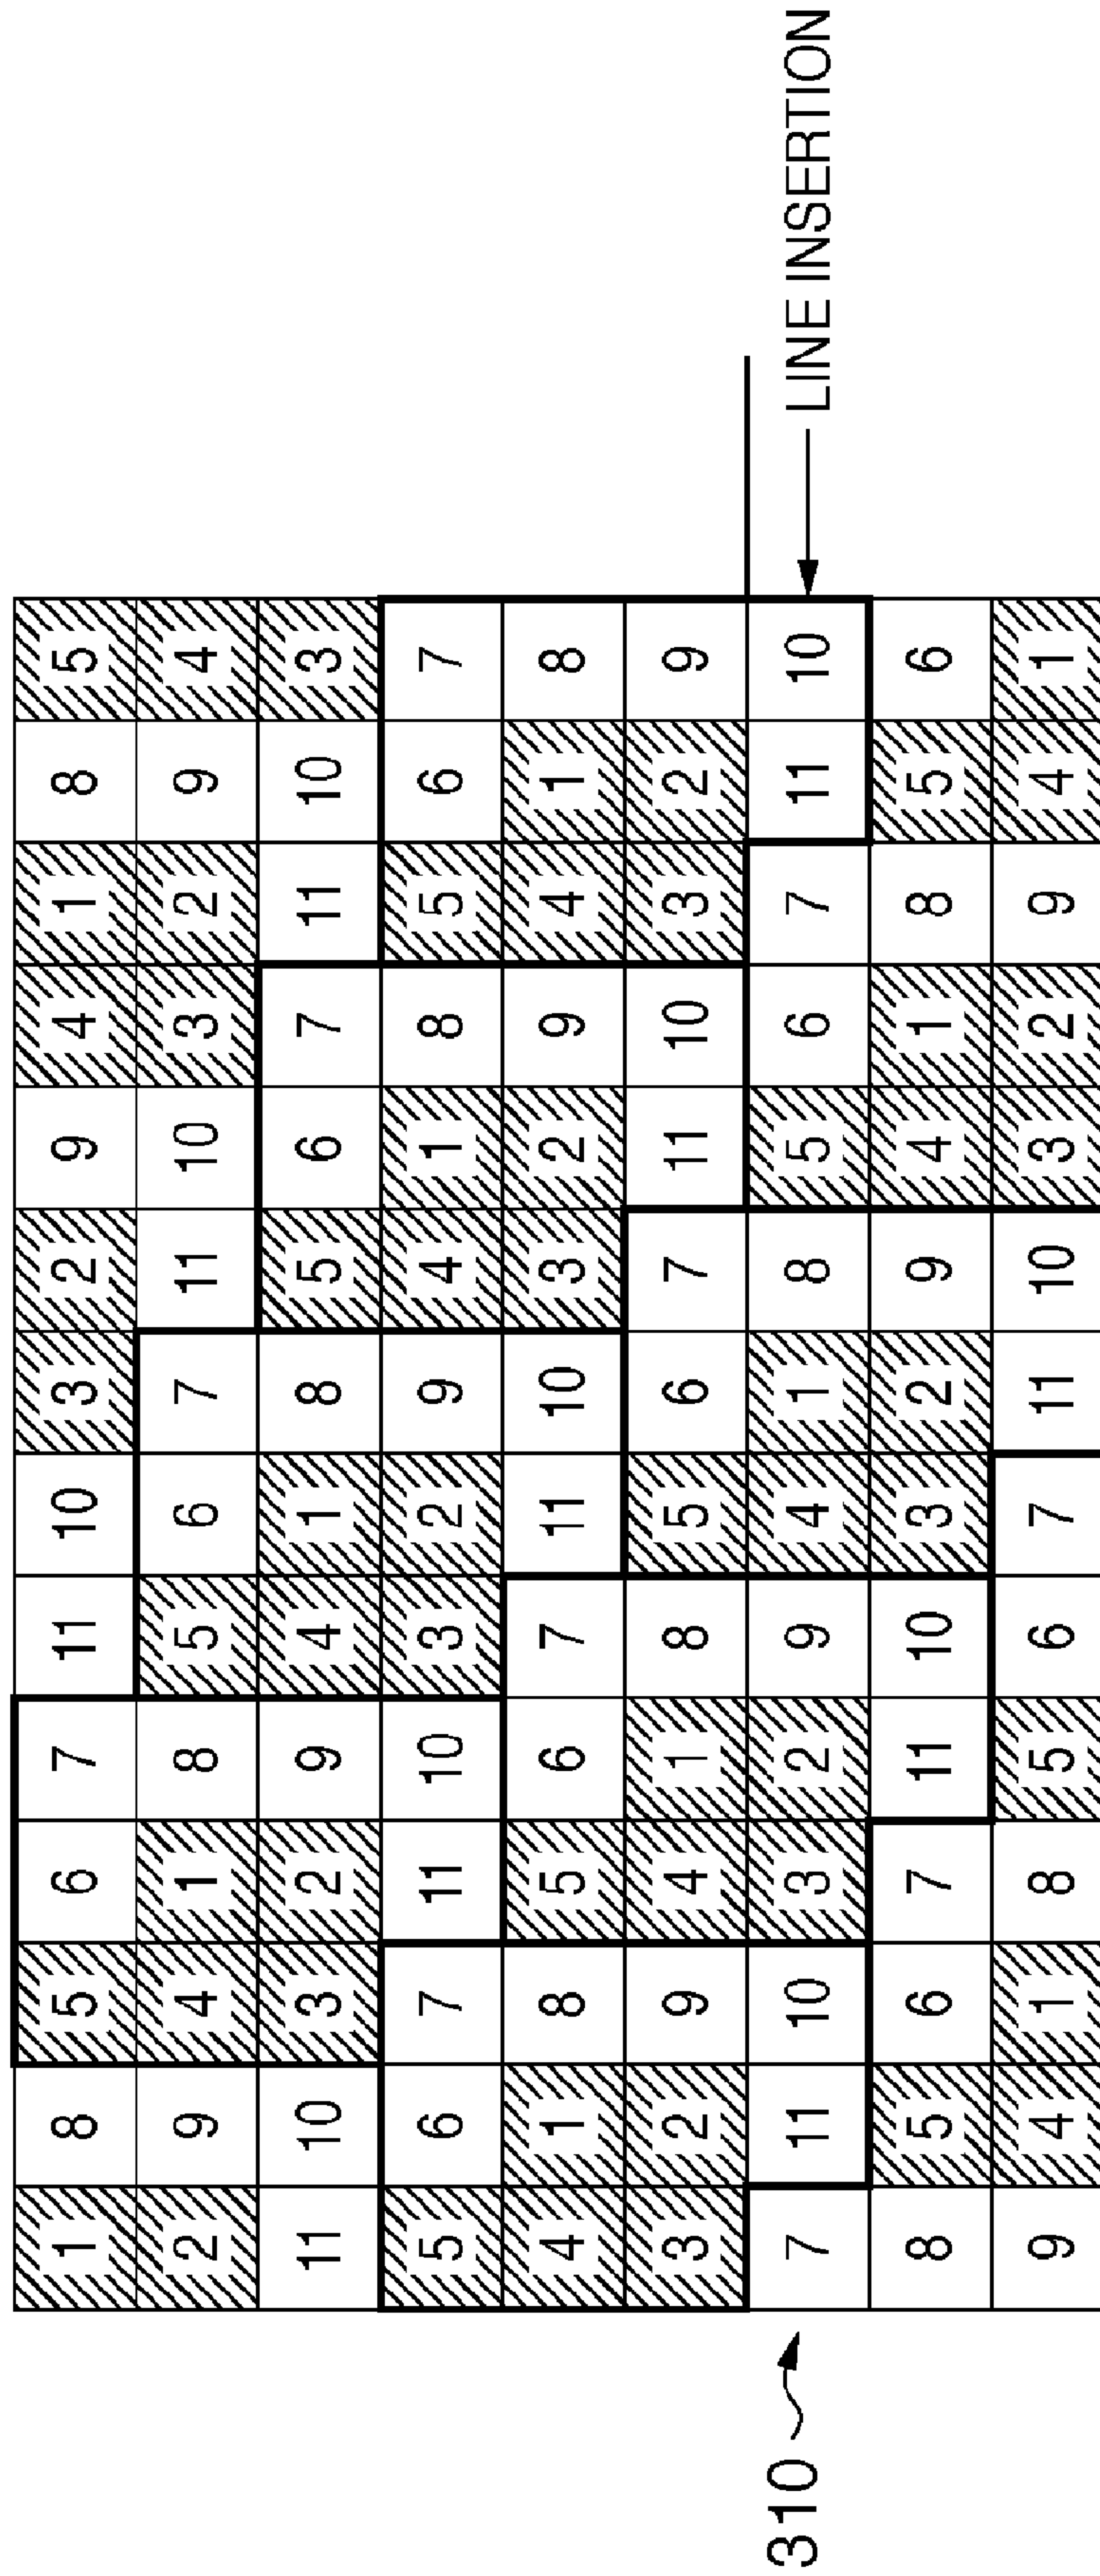 1 8 5 6 7 11 10 3 2 9 4 1 8 5
2 9 4 1 8 5 6 7 11 10 3 2 9 4
11 10 3 2 9 4 1 8 5 6 7 11 10 3
5 6 7 11 10 3 2 9 4 1 8 5 6 7
4 1 8 5 6 7 11 10 3 2 9 4 1 8
3 2 9 4 1 8 5 6 7 11 10 3 2 9
310 7 11 10 3 2 9 4 1 8 5 6 7 11 10 LINE INSERTION
8 5 6 7 11 10 3 2 9 4 1 8 5 6
9 4 1 8 5 6 7 11 10 3 2 9 4 1